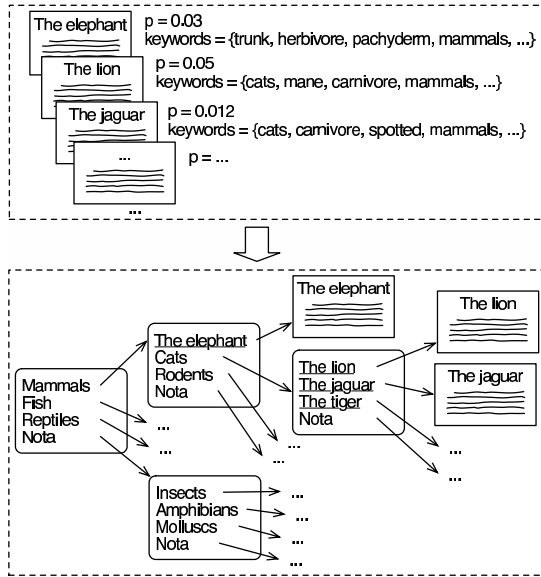 The elephant
p = 0.03
keywords = {trunk, herbivore, pachyderm, mammals, ...}
The lion
p = 0.05
keywords = {cats, mane, carnivore, mammals, ...}
The jaguar
p = 0.012
keywords = {cats, carnivore, spotted, mammals, ...}
...
p = ...
...
Mammals
Fish
Reptiles
Nota
...
...
The elephant
Cats
Rodents
Nota
...
...
The elephant
The lion
The jaguar
The tiger
Nota
...
...
The lion
The jaguar
Insects
Amphibians
Molluscs
Nota
...
...
...
...